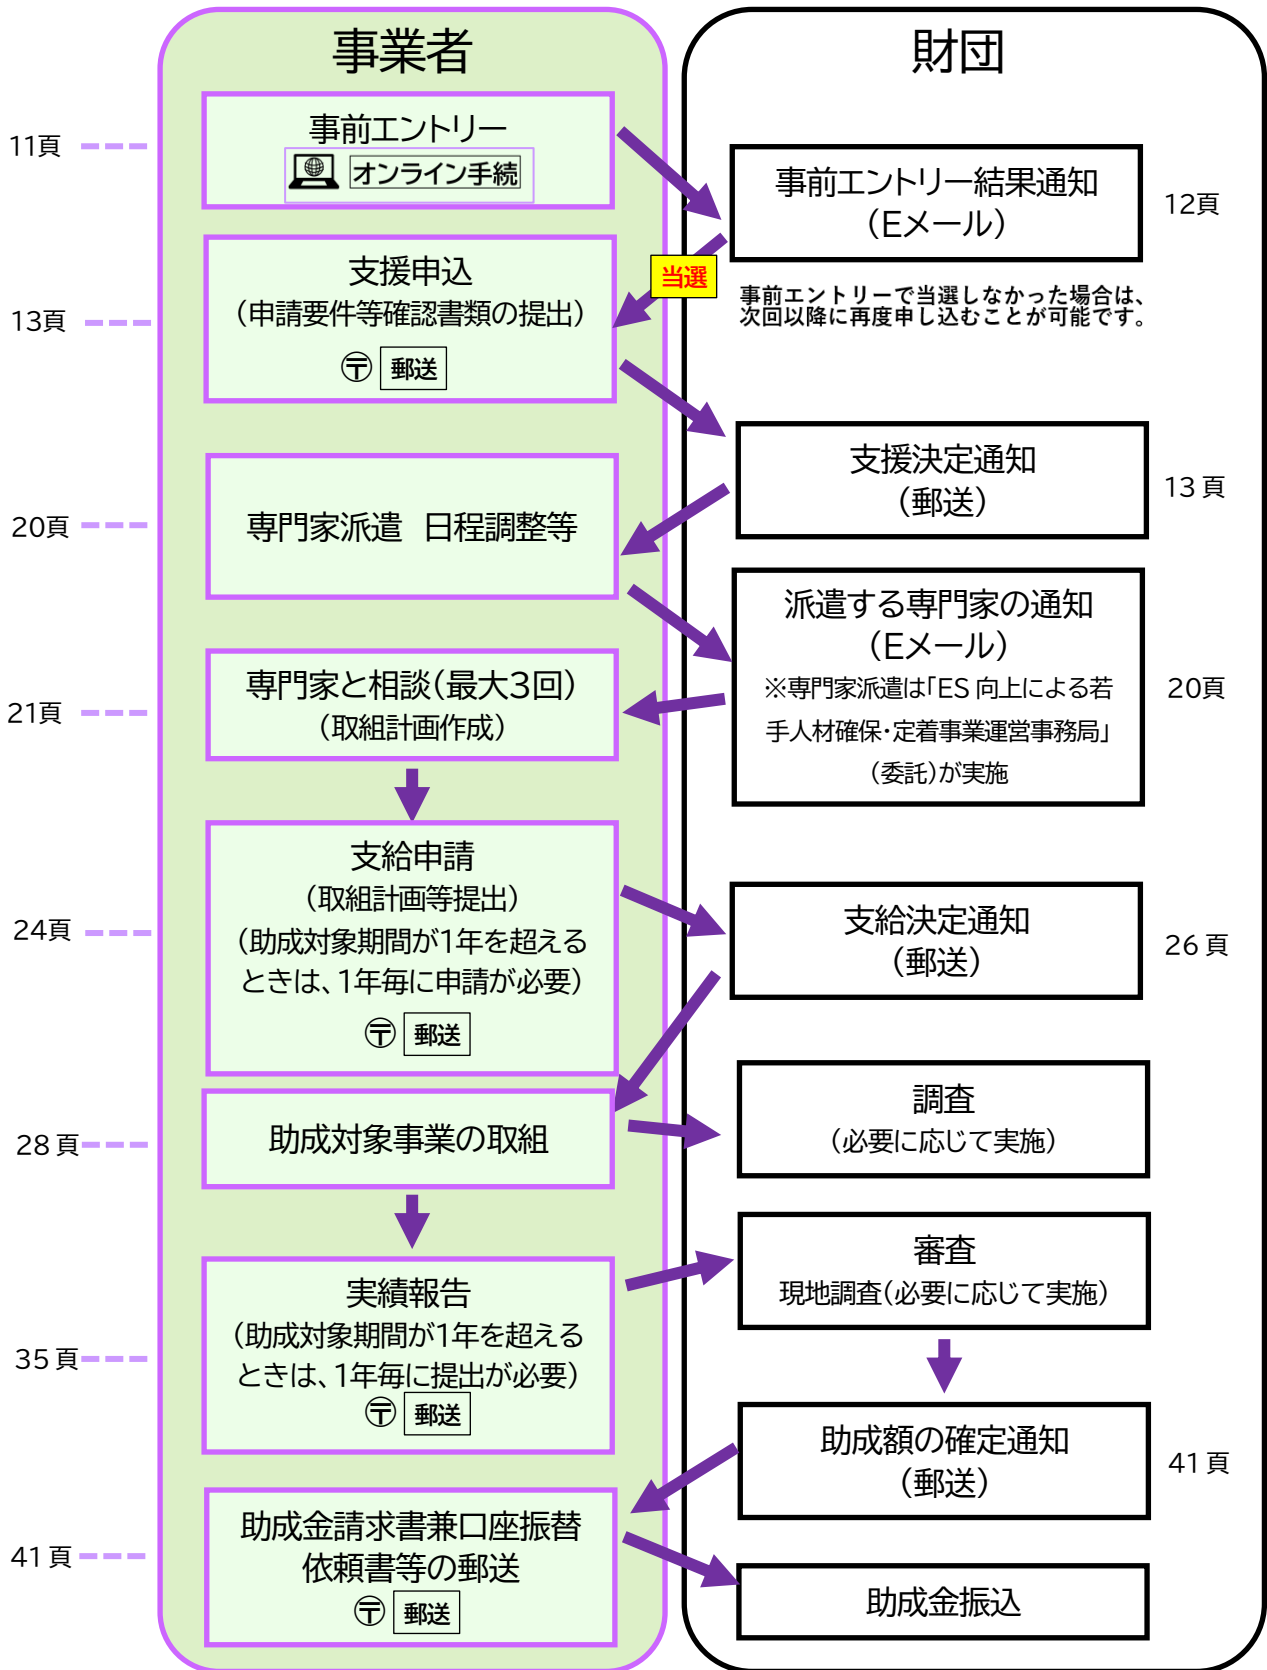 事業者
財団
11頁
事前エントリー
オンライン手続
事前エントリー結果通知
（Eメール）
12頁
当選
事前エントリーで当選しなかった場合は、
次回以降に再度申し込むことが可能です。
13頁
支援申込
（申請要件等確認書類の提出）
〶 郵送
支援決定通知
（郵送）
13頁
20頁
専門家派遣　日程調整等
派遣する専門家の通知
（Eメール）
※専門家派遣は「ES向上による若
手人材確保・定着事業運営事務局」
（委託）が実施
20頁
21頁
専門家と相談（最大3回）
（取組計画作成）
24頁
支給申請
（取組計画等提出）
（助成対象期間が1年を超える
ときは、1年毎に申請が必要）
〶 郵送
支給決定通知
（郵送）
26頁
28頁
助成対象事業の取組
調査
（必要に応じて実施）
審査
現地調査（必要に応じて実施）
35頁
実績報告
（助成対象期間が1年を超える
ときは、1年毎に提出が必要）
〶 郵送
助成額の確定通知
（郵送）
41頁
41頁
助成金請求書兼口座振替
依頼書等の郵送
〶 郵送
助成金振込